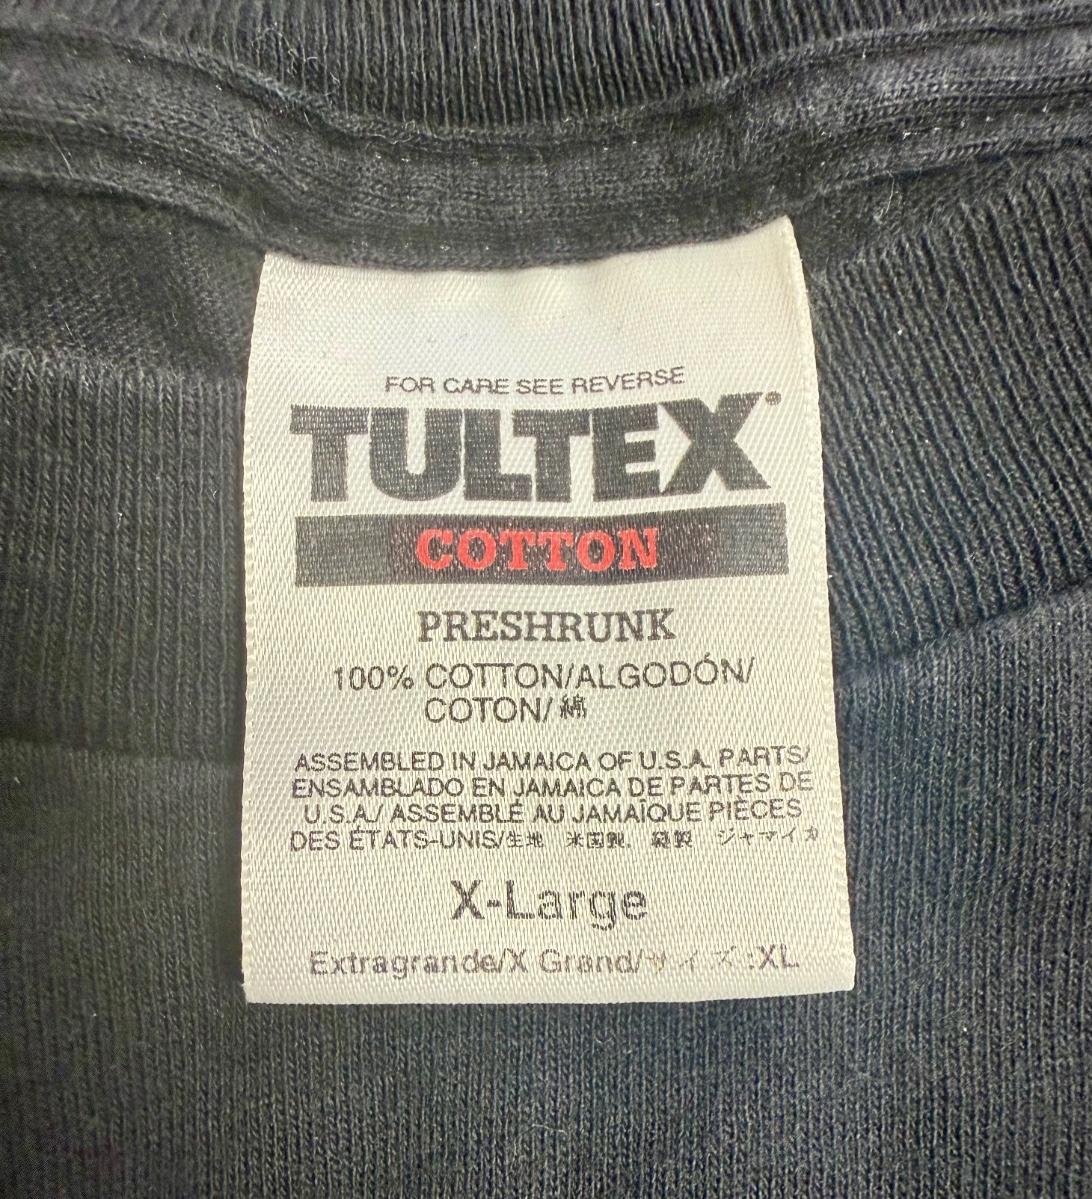 FOR CARE SEE REVERSE
TULTEX®
COTTON
PRESHRUNK
100% COTTON/ALGODÓN/
COTON/綿
ASSEMBLED IN JAMAICA OF U.S.A. PARTS/
ENSAMBLADO EN JAMAICA DE PARTES DE
U.S.A./ ASSEMBLÉ AU JAMAÏQUE PIÈCES
DES ÉTATS-UNIS/生地 米国製. 縫製 ジャマイカ
X-Large
Extragrande/X Grand/サイズ:XL